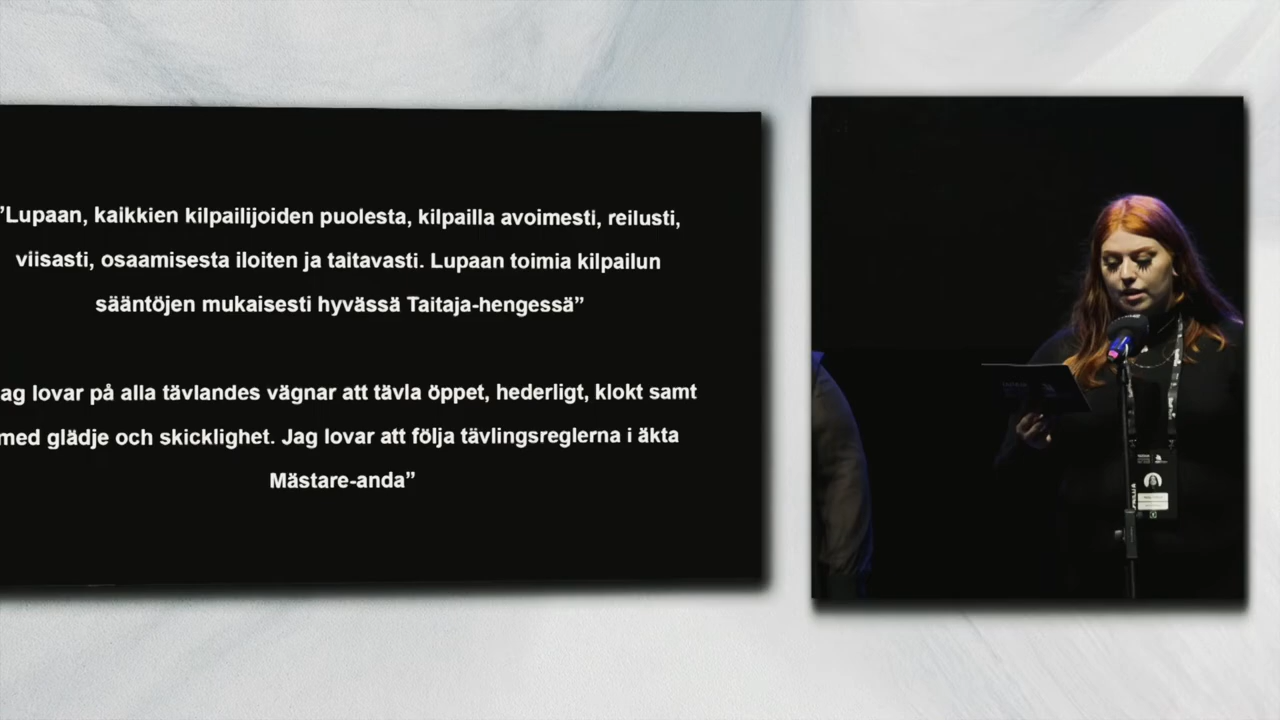 ”Lupaan, kaikkien kilpailijoiden puolesta, kilpailla avoimesti, reilusti,
viisasti, osaamisesta iloiten ja taitavasti. Lupaan toimia kilpailun
sääntöjen mukaisesti hyvässä Taitaja-hengessä”
ag lovar på alla tävlandes vägnar att tävla öppet, hederligt, klokt samt
med glädje och skicklighet. Jag lovar att följa tävlingsreglerna i äkta
Mästare-anda”